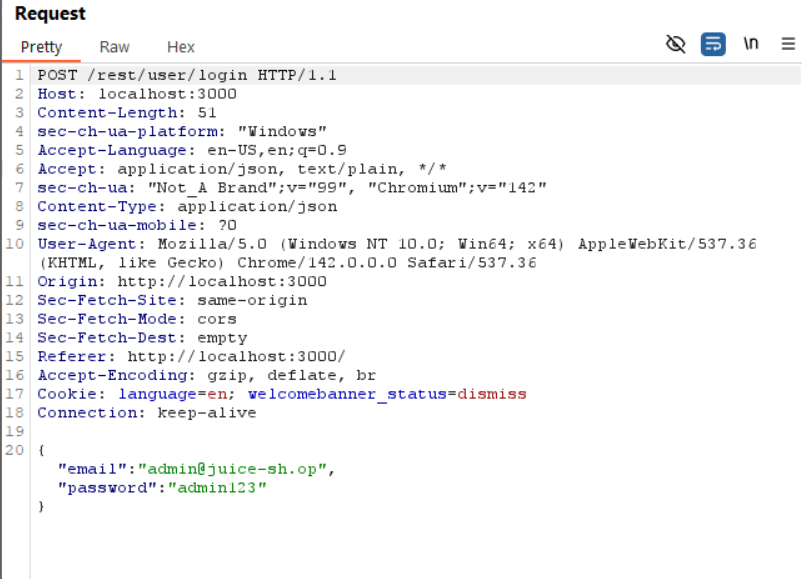 Request
Pretty Raw Hex \n
1 POST /rest/user/login HTTP/1.1
2 Host: localhost:3000
3 Content-Length: 51
4 sec-ch-ua-platform: "Windows"
5 Accept-Language: en-US,en;q=0.9
6 Accept: application/json, text/plain, */*
7 sec-ch-ua: "Not_A Brand";v="99", "Chromium";v="142"
8 Content-Type: application/json
9 sec-ch-ua-mobile: ?0
10 User-Agent: Mozilla/5.0 (Windows NT 10.0; Win64; x64) AppleWebKit/537.36
(KHTML, like Gecko) Chrome/142.0.0.0 Safari/537.36
11 Origin: http://localhost:3000
12 Sec-Fetch-Site: same-origin
13 Sec-Fetch-Mode: cors
14 Sec-Fetch-Dest: empty
15 Referer: http://localhost:3000/
16 Accept-Encoding: gzip, deflate, br
17 Cookie: language=en; welcomebanner_status=dismiss
18 Connection: keep-alive
19
20 {
"email":"admin@juice-sh.op",
"password":"admin123"
}